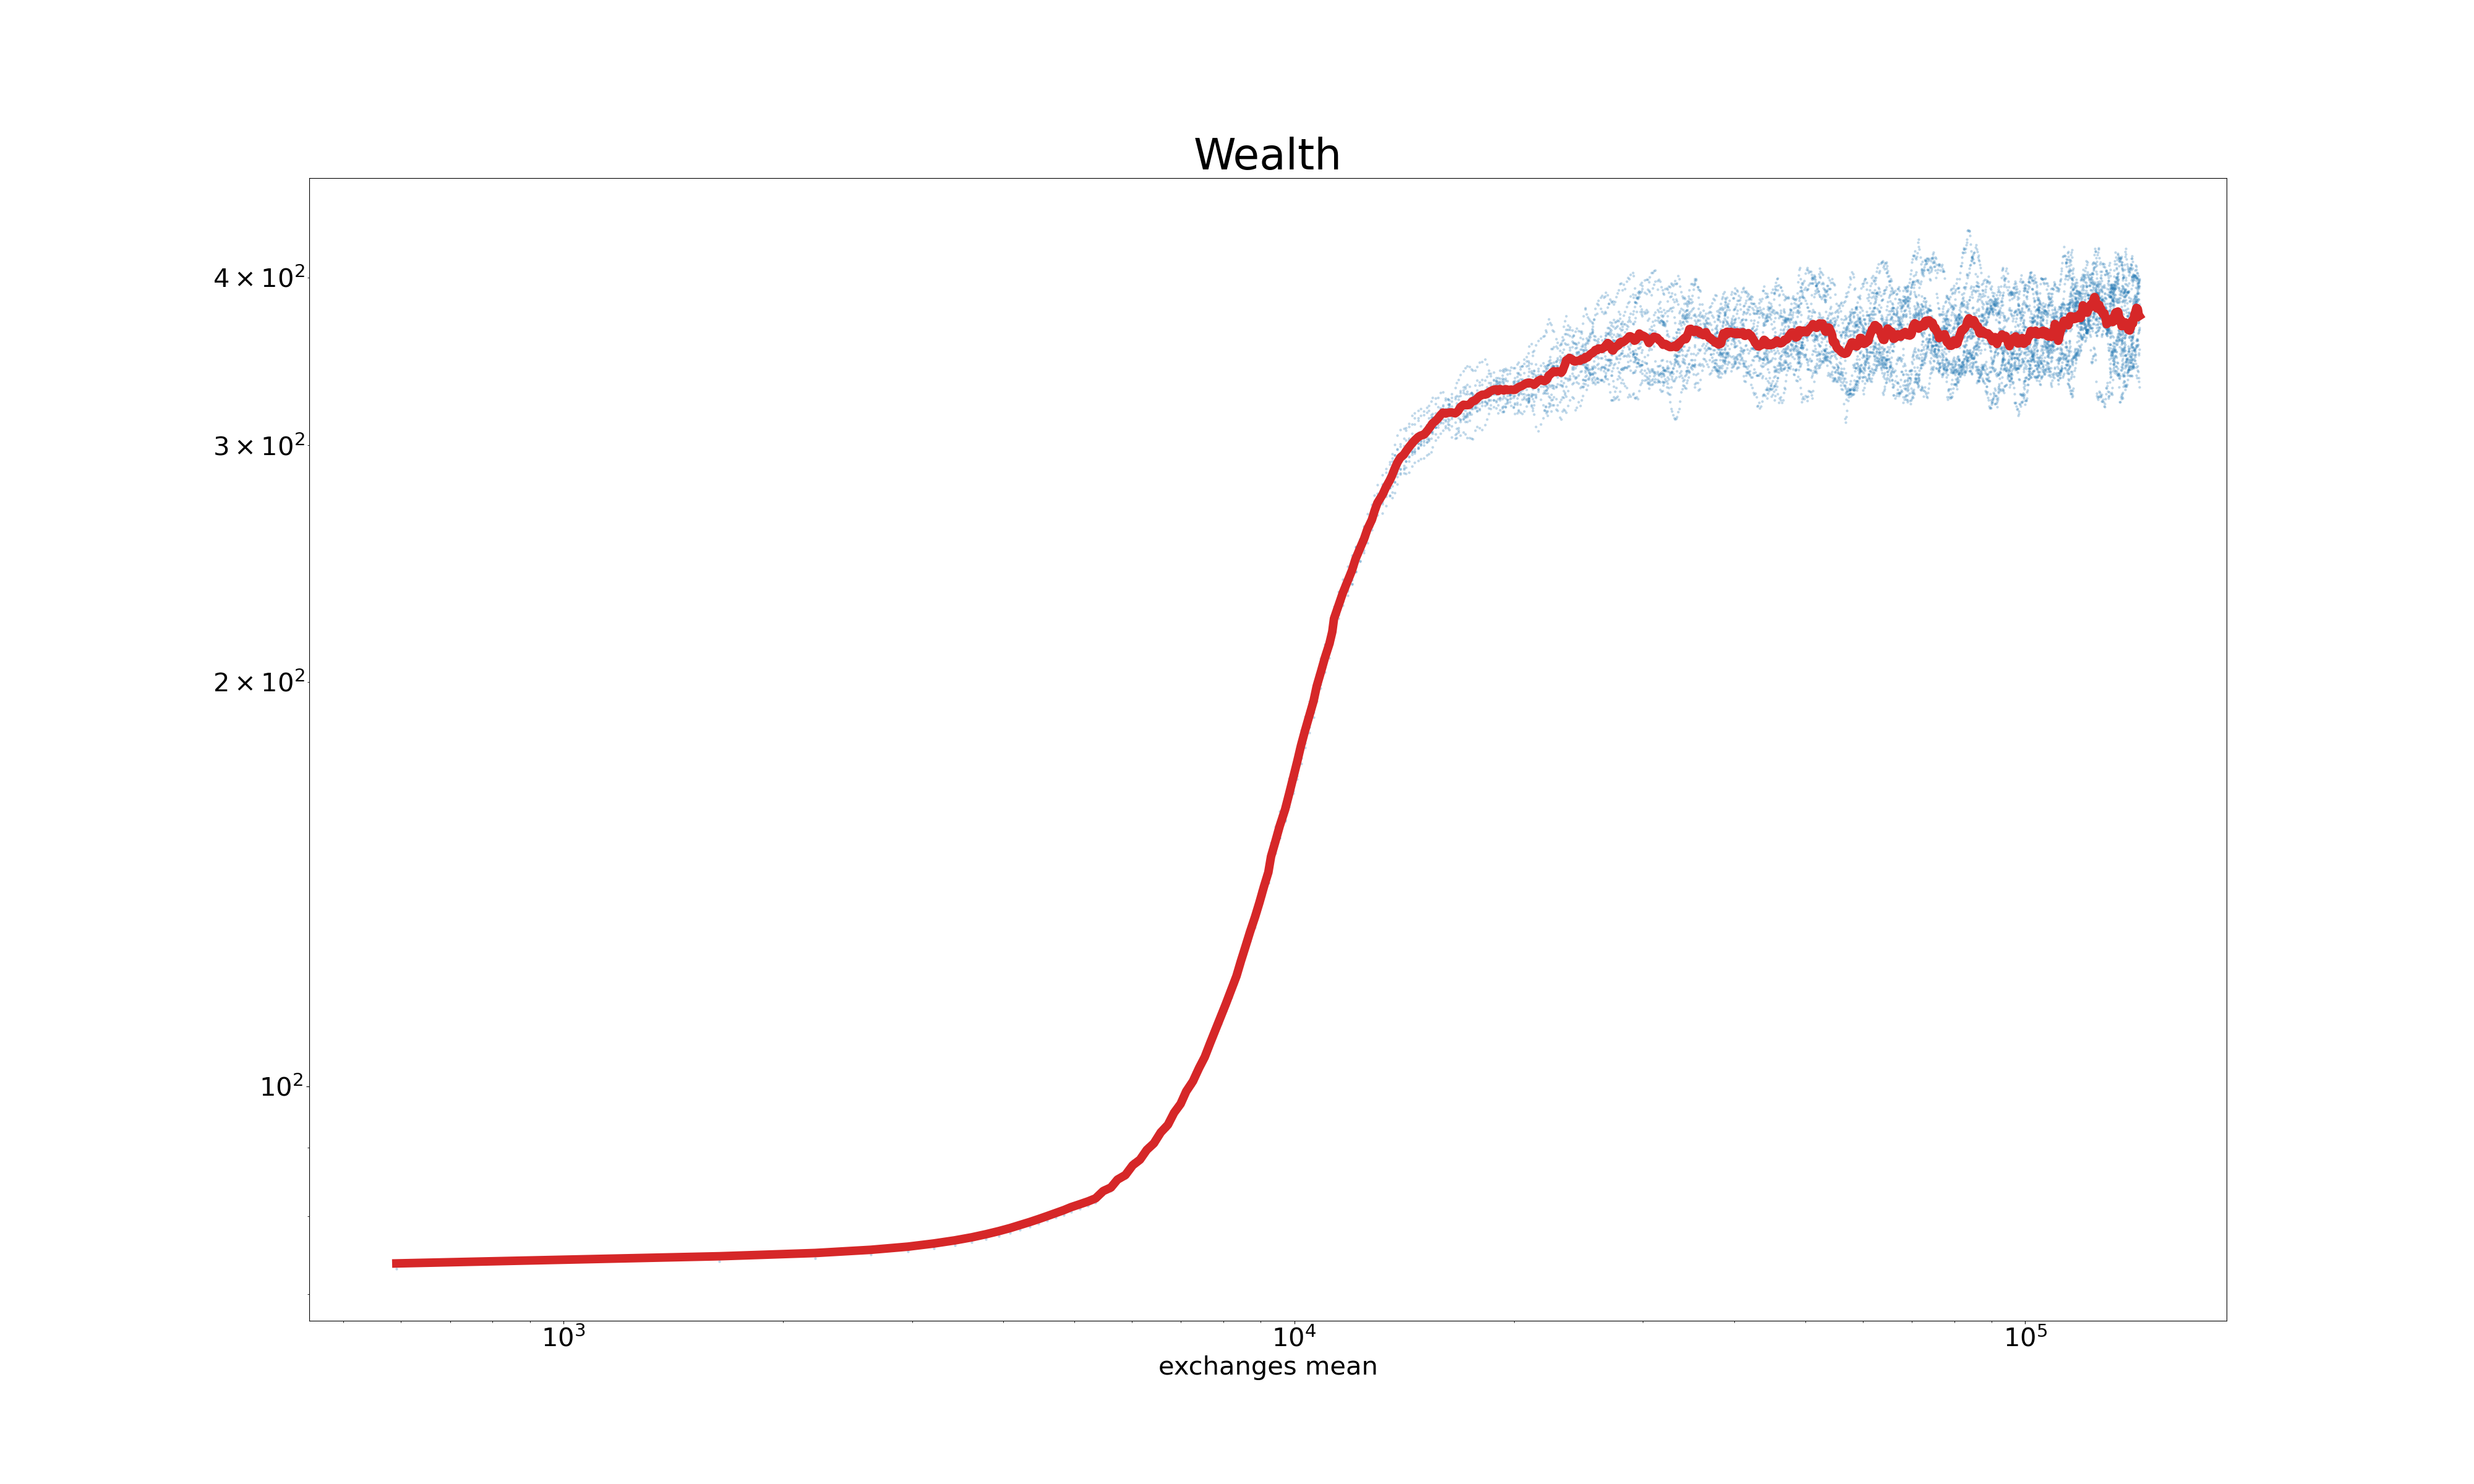 Wealth
4 × 10²
3 × 10²
2 × 10²
10²
10³ 10⁴ 10⁵
exchanges mean